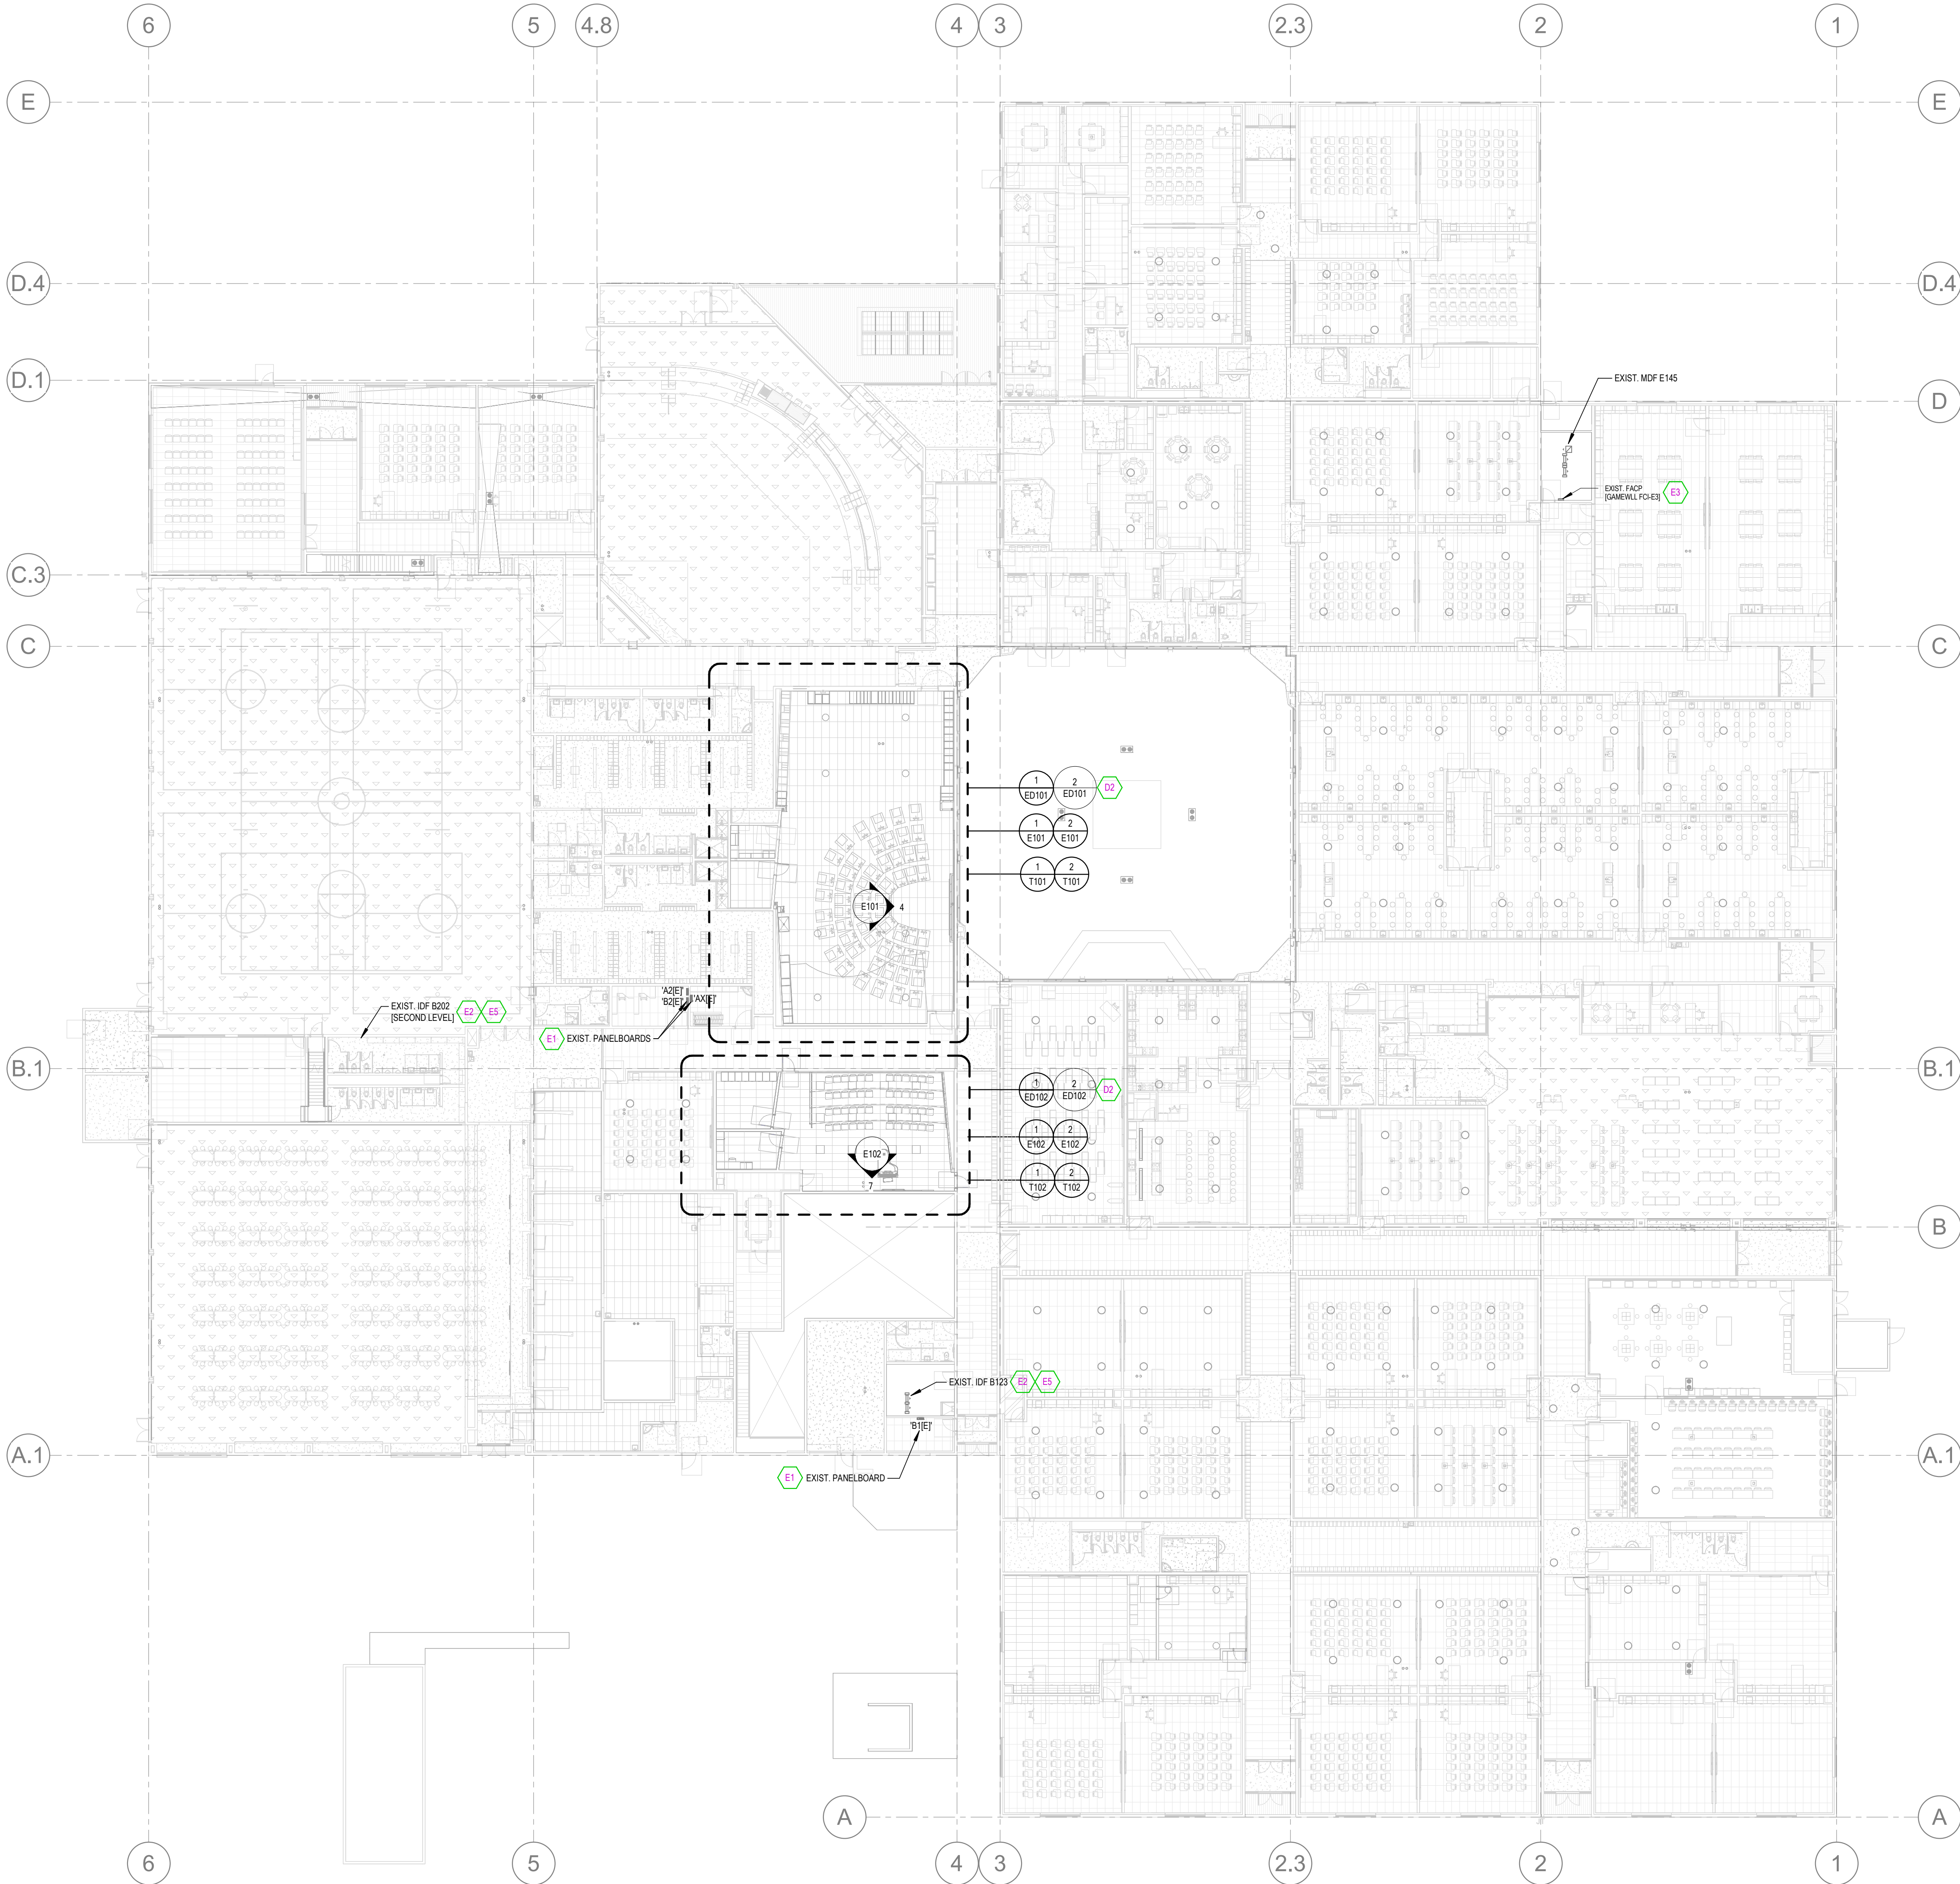 6
5
4.8
4
3
2.3
2
1
E
E
D.4
D.4
D.1
EXIST. MDF E145
D
EXIST. FACP
[GAMEWLL FCI-E3]
E3
C.3
C
C
1
ED101
2
ED101
D2
1
E101
2
E101
1
T101
2
T101
E101
4
'A2[E]'
'B2[E]'
'AX[E]'
EXIST. IDF B202
[SECOND LEVEL]
E2
E5
E1
EXIST. PANELBOARDS
B.1
B.1
1
ED102
2
ED102
D2
1
E102
2
E102
1
T102
2
T102
E102
7
B
EXIST. IDF B123
E2
E5
'B1[E]'
A.1
A.1
E1
EXIST. PANELBOARD
A
A
6
5
4
3
2.3
2
1